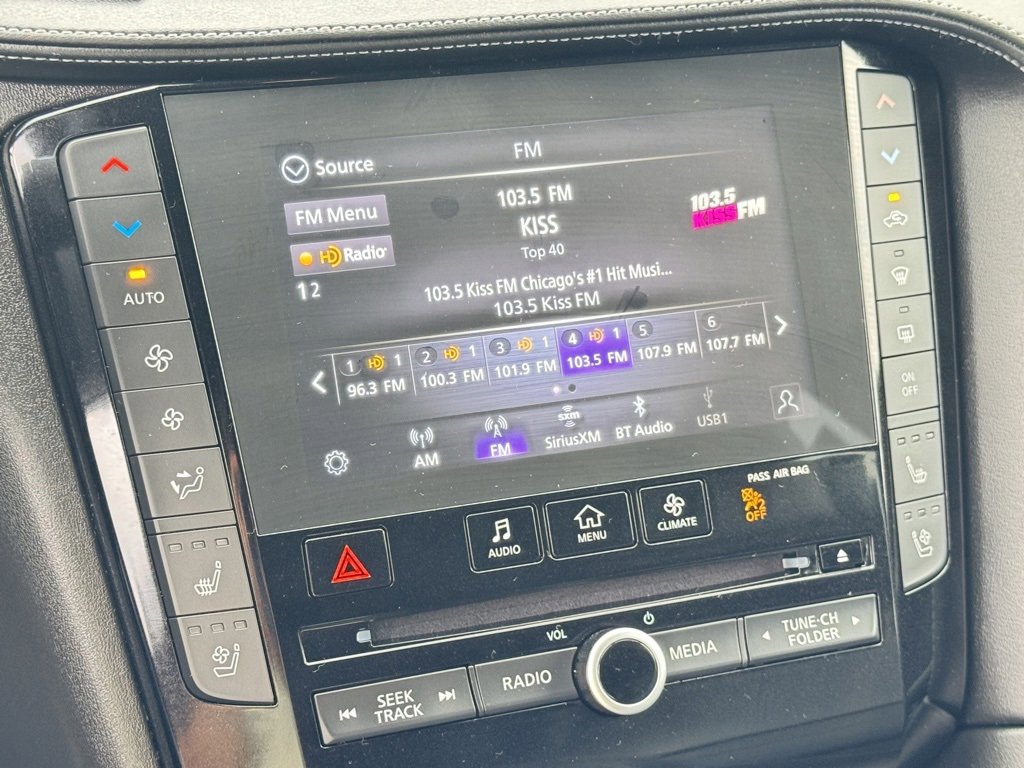 FM
Source
103.5 FM
KISS
Top 40
FM Menu
HD Radio
1 2
103.5
KISS FM
103.5 Kiss FM Chicago's #1 Hit Musi...
103.5 Kiss FM
1 HD 1
96.3 FM
2 HD 1
100.3 FM
3 HD 1
101.9 FM
4 HD 1
103.5 FM
5
107.9 FM
6
107.7 FM
AM
FM
sxm
SiriusXM
BT Audio
USB1
AUTO
ON
OFF
AUDIO
MENU
CLIMATE
PASS AIR BAG
2
OFF
VOL
SEEK
TRACK
RADIO
MEDIA
TUNE·CH
FOLDER